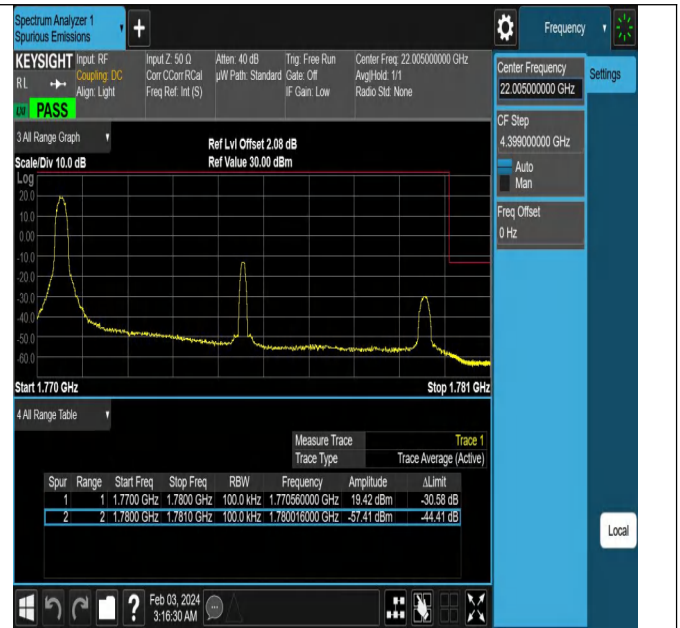 Spectrum Analyzer 1
Spurious Emissions
+
Frequency
KEYSIGHT Input: RF Input Z: 50 Ω Atten: 40 dB Trig: Free Run Center Freq: 22.005000000 GHz
RL Coupling: DC Corr CCorr RCal µW Path: Standard Gate: Off Avg|Hold: 1/1
Align: Light Freq Ref: Int (S) IF Gain: Low Radio Std: None
PASS
Center Frequency
22.005000000 GHz
Settings
CF Step
4.399000000 GHz
Auto
Man
Freq Offset
0 Hz
3 All Range Graph
Ref Lvl Offset 2.08 dB
Scale/Div 10.0 dB Ref Value 30.00 dBm
Log
20.0
10.0
0.00
-10.0
-20.0
-30.0
-40.0
-50.0
-60.0
Start 1.770 GHz Stop 1.781 GHz
4 All Range Table
Measure Trace Trace 1
Trace Type Trace Average (Active)
Spur Range Start Freq Stop Freq RBW Frequency Amplitude ΔLimit
1 1 1.7700 GHz 1.7800 GHz 100.0 kHz 1.770560000 GHz 19.42 dBm -30.58 dB
2 2 1.7800 GHz 1.7810 GHz 100.0 kHz 1.780016000 GHz -57.41 dBm -44.41 dB
Local
? Feb 03, 2024
3:16:30 AM